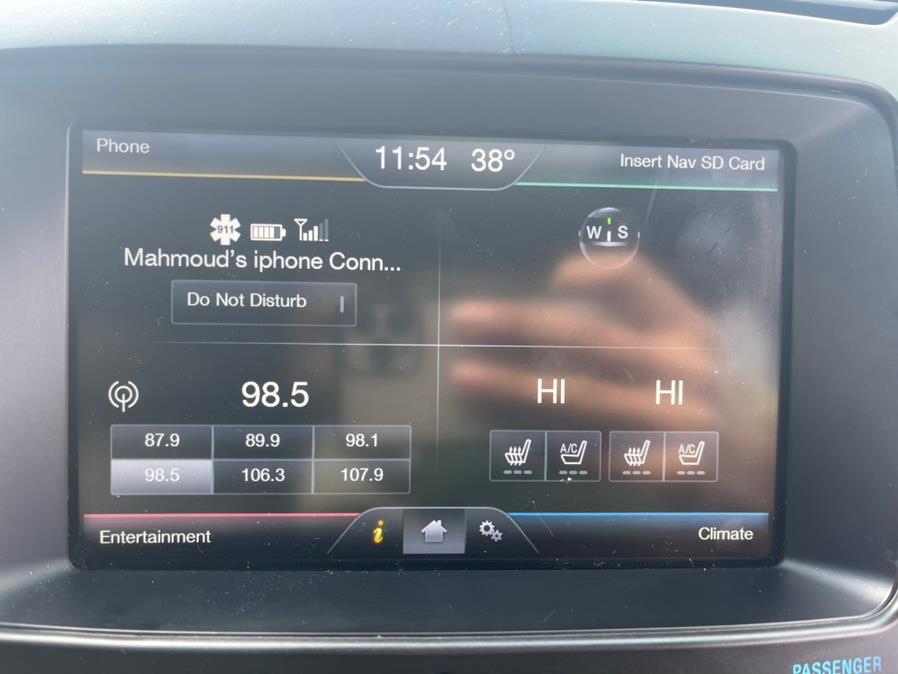 Phone
11:54 38°
Insert Nav SD Card
911
Mahmoud's iphone Conn...
Do Not Disturb
W S
98.5
87.9 89.9 98.1
98.5 106.3 107.9
HI HI
A/C A/C
Entertainment
i
Climate
PASSENGER